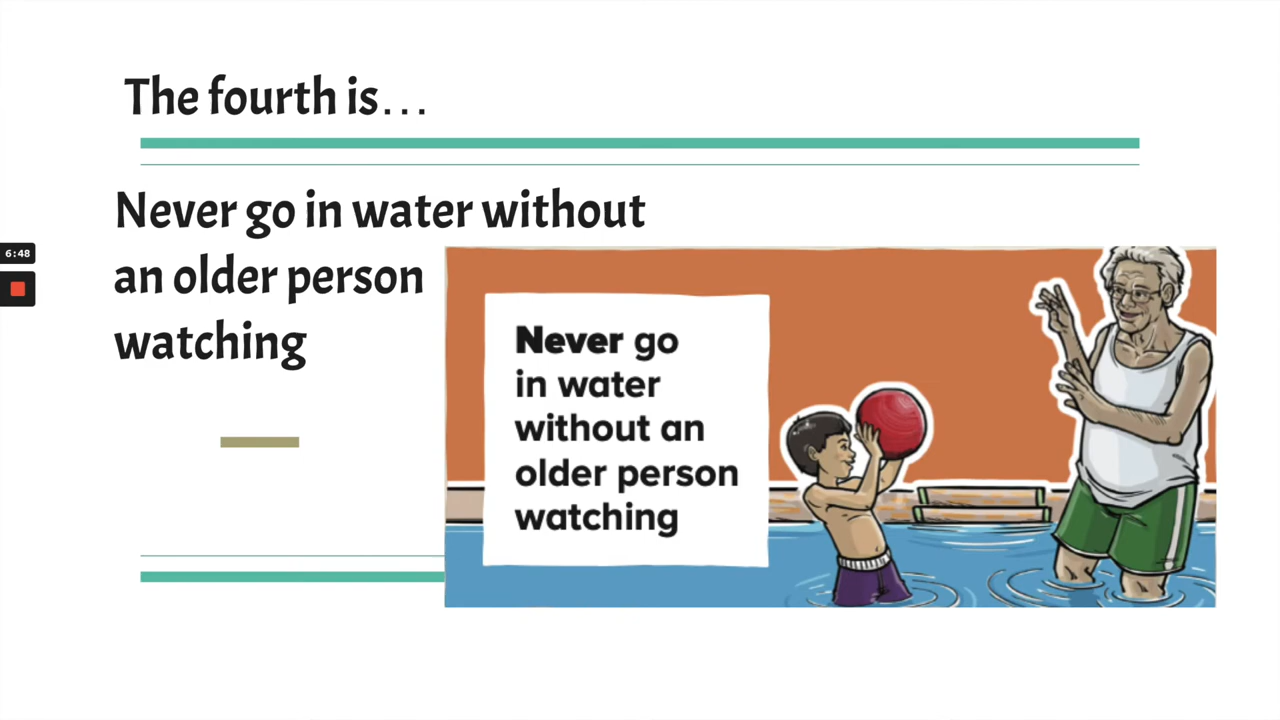 The fourth is...
Never go in water without
an older person
watching
6:48
Never go
in water
without an
older person
watching